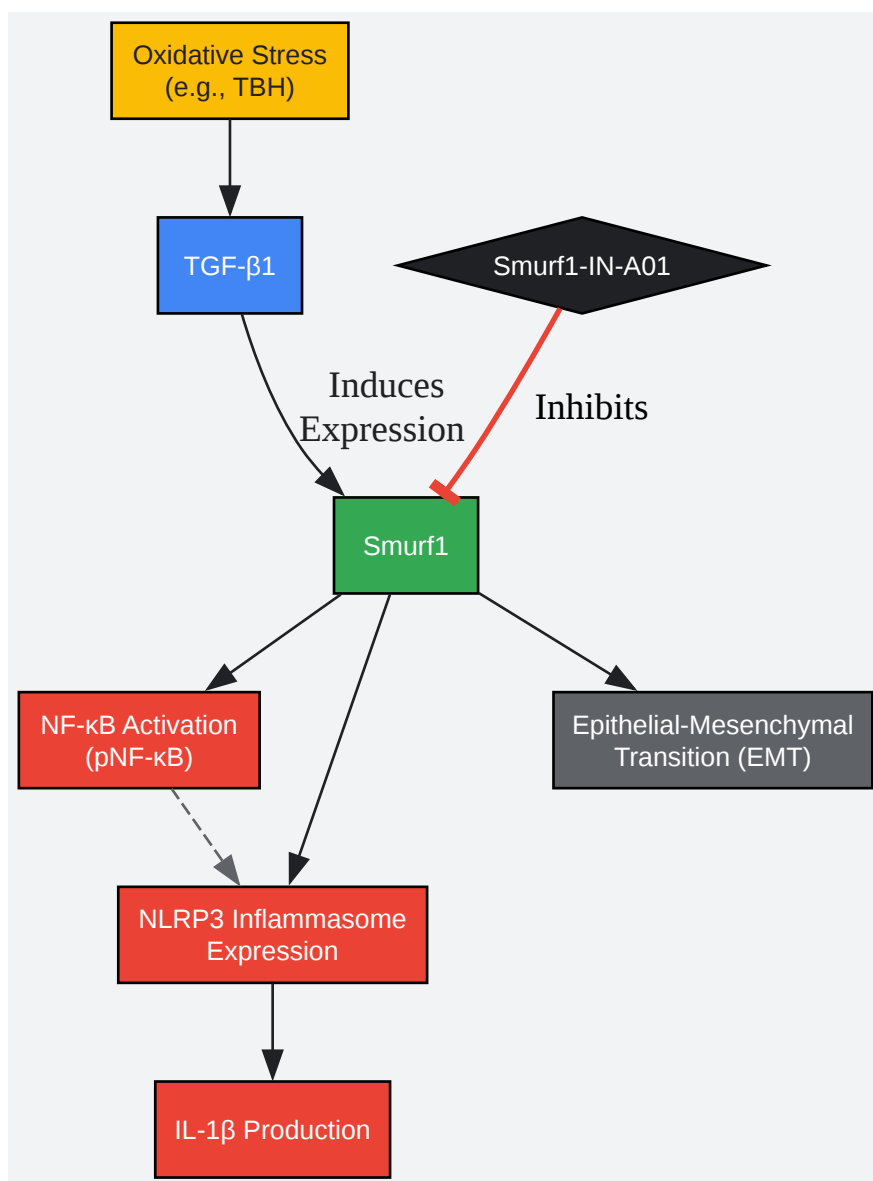 Oxidative Stress
(e.g., TBH)
TGF-β1
Smurf1-IN-A01
Induces
Expression
Inhibits
Smurf1
NF-κB Activation
(pNF-κB)
Epithelial-Mesenchymal
Transition (EMT)
NLRP3 Inflammasome
Expression
IL-1β Production